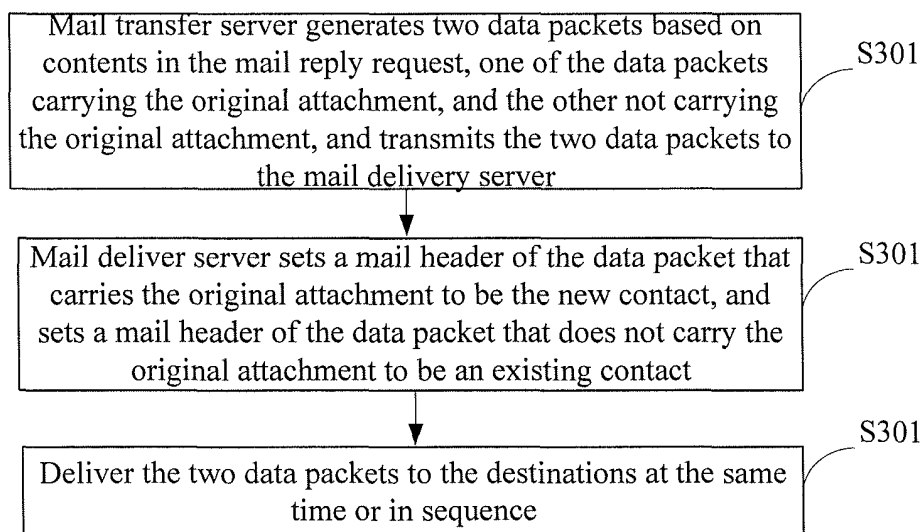 Mail transfer server generates two data packets based on
contents in the mail reply request, one of the data packets
carrying the original attachment, and the other not carrying
the original attachment, and transmits the two data packets to
the mail delivery server
S301
Mail deliver server sets a mail header of the data packet that
carries the original attachment to be the new contact, and
sets a mail header of the data packet that does not carry the
original attachment to be an existing contact
S301
Deliver the two data packets to the destinations at the same
time or in sequence
S301